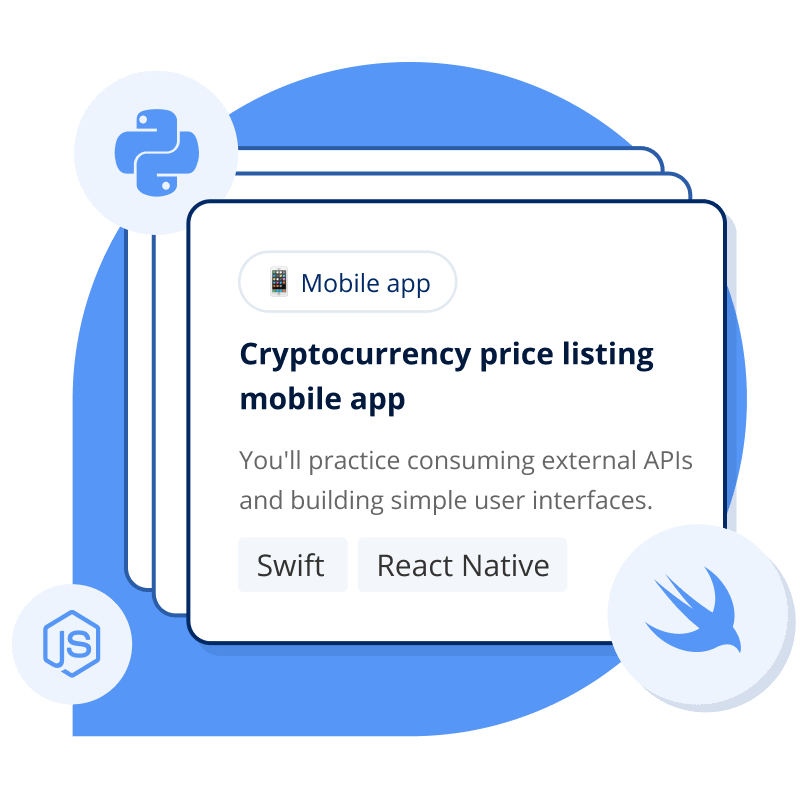 Mobile app
Cryptocurrency price listing
mobile app
You'll practice consuming external APIs
and building simple user interfaces.
Swift React Native
JS